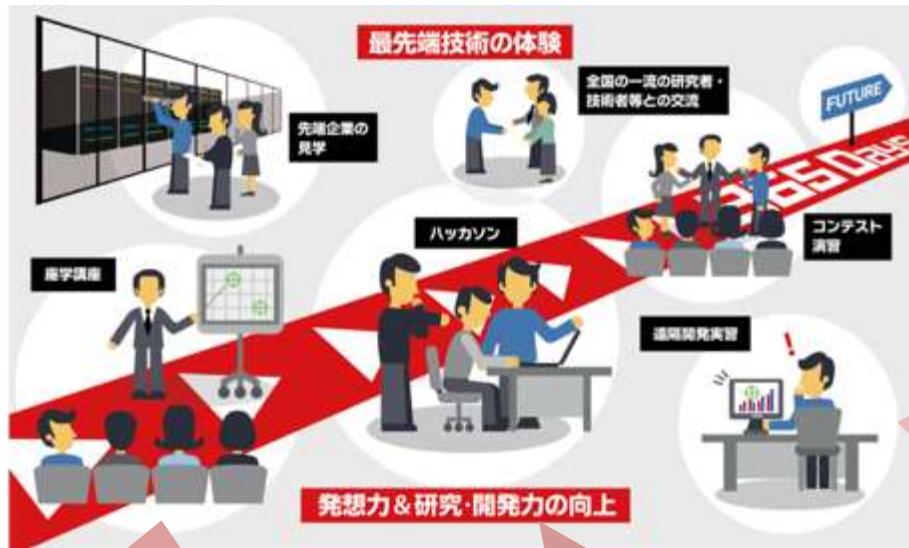 最先端技術の体験
先端企業の
見学
全国の一流の研究者・
技術者等との交流
FUTURE
365 Days
コンテスト
演習
ハッカソン
座学講座
遠隔開発実習
発想力&研究・開発力の向上